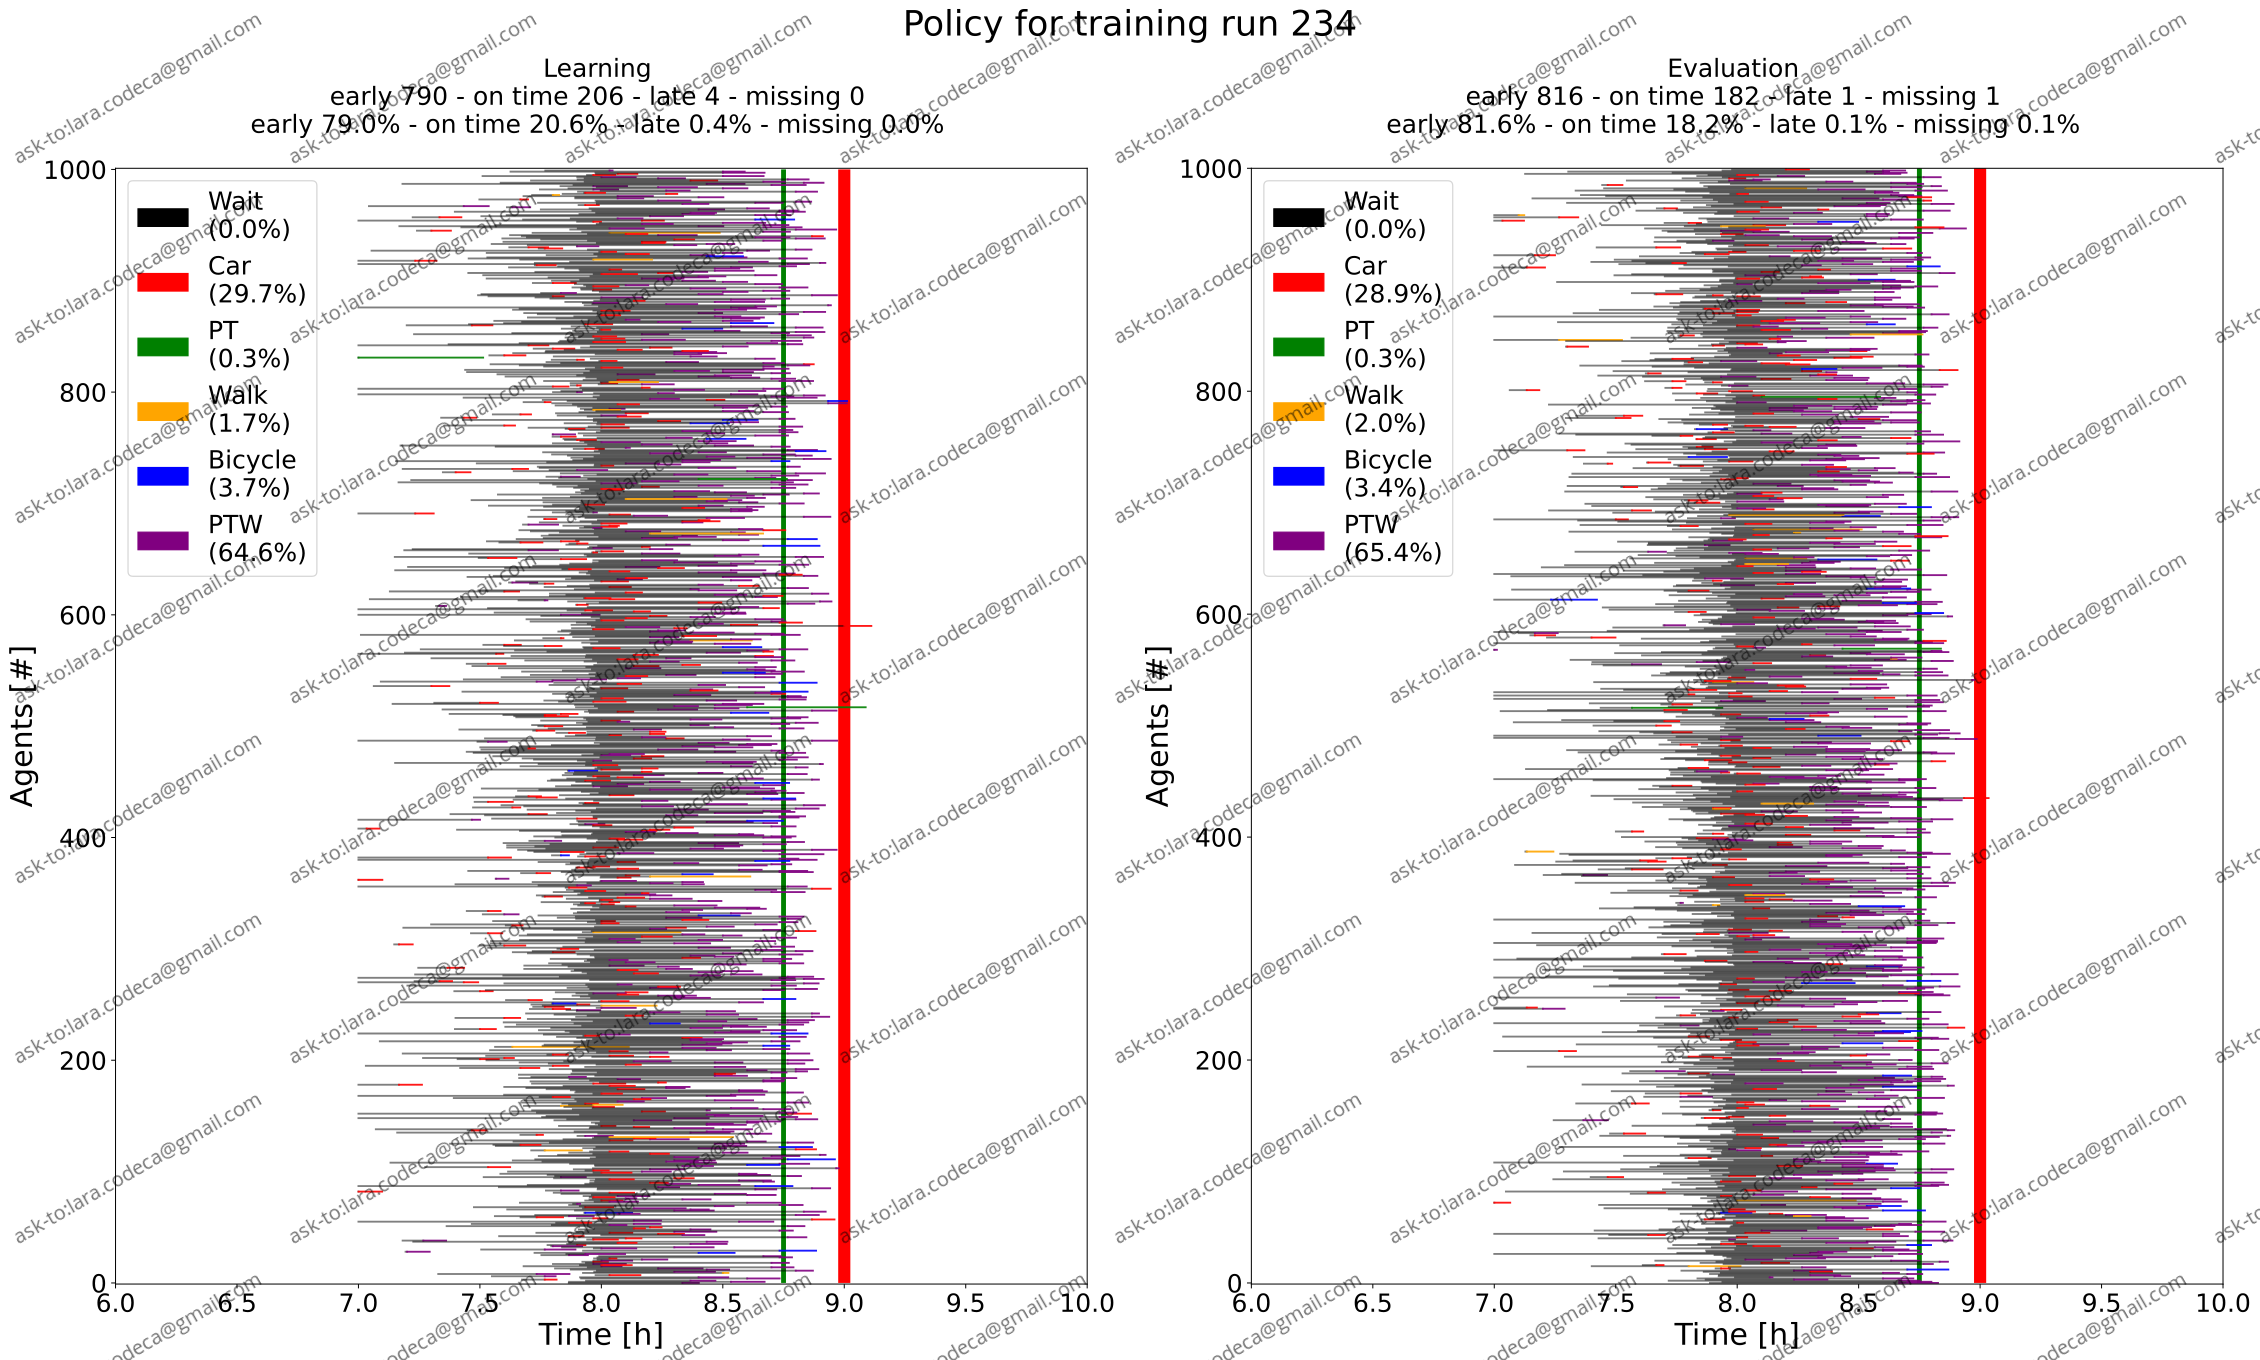 Policy for training run 234
Learning
early 790 - on time 206 - late 4 - missing 0
early 79.0% - on time 20.6% - late 0.4% - missing 0.0%
Evaluation
early 816 - on time 182 - late 1 - missing 1
early 81.6% - on time 18.2% - late 0.1% - missing 0.1%
Wait
(0.0%)
Car
(29.7%)
PT
(0.3%)
Walk
(1.7%)
Bicycle
(3.7%)
PTW
(64.6%)
1000
800
600
400
200
0
Agents [#]
6.0 6.5 7.0 7.5 8.0 8.5 9.0 9.5 10.0
Time [h]
Wait
(0.0%)
Car
(28.9%)
PT
(0.3%)
Walk
(2.0%)
Bicycle
(3.4%)
PTW
(65.4%)
1000
800
600
400
200
0
Agents [#]
6.0 6.5 7.0 7.5 8.0 8.5 9.0 9.5 10.0
Time [h]
ask-to:lara.codeca@gmail.com